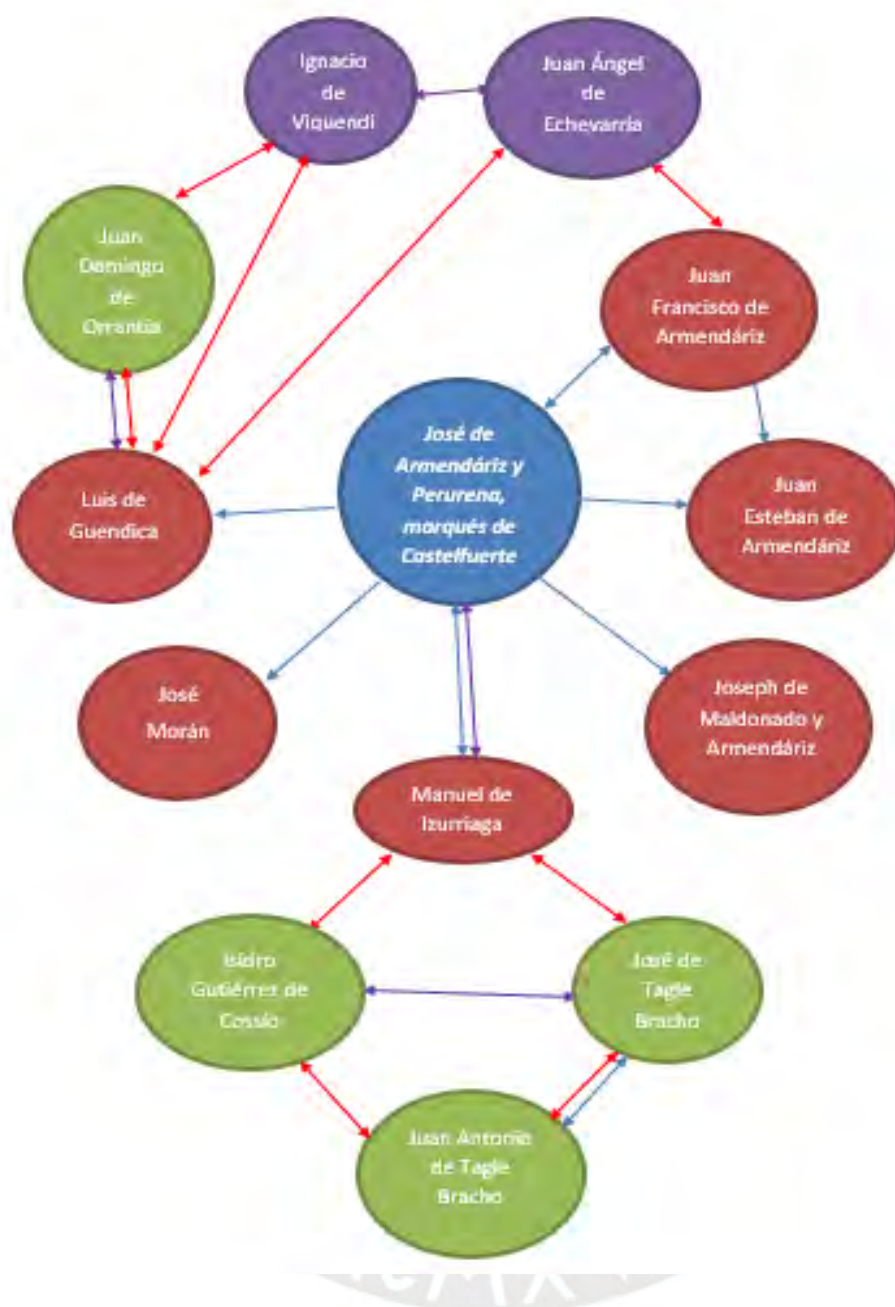 Ignacio
de
Viquendi
Juan Ángel
de
Echevarría
Juan
Domingo
de
Orrantia
Juan
Francisco de
Armendáriz
José de
Armendáriz y
Perurena,
marqués de
Castelfuerte
Luis de
Guendica
Juan
Esteban de
Armendáriz
José
Morán
Joseph de
Maldonado y
Armendáriz
Manuel de
Izurriaga
Isidro
Gutiérrez de
Cossío
José de
Tagle
Bracho
Juan Antonio
de Tagle
Bracho